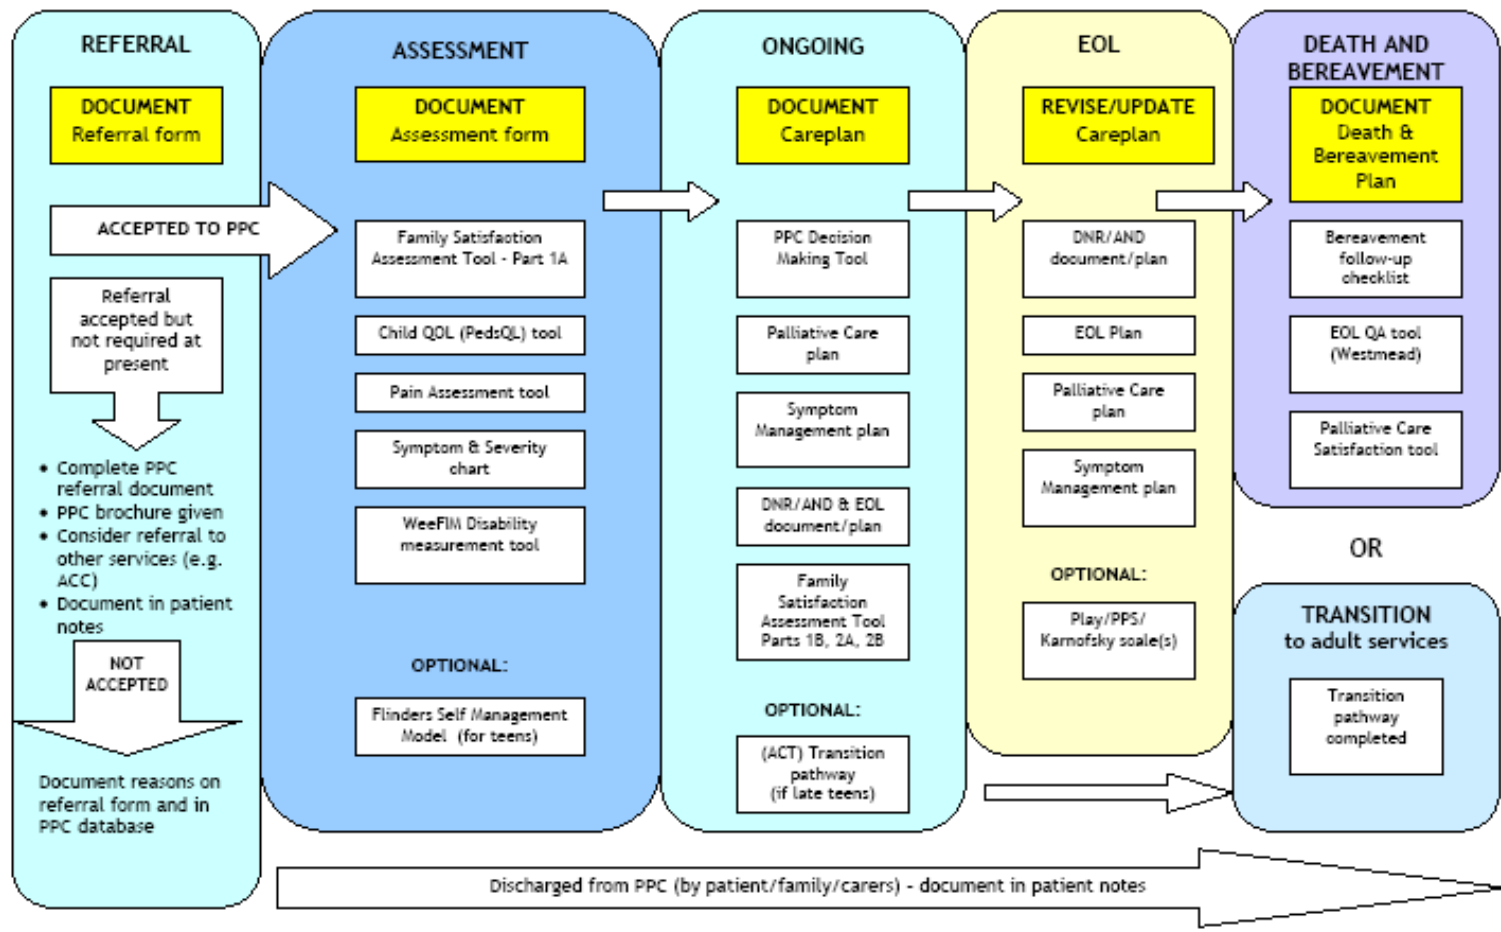 REFERRAL
DOCUMENT
Referral form
ACCEPTED TO PPC
Referral
accepted but
not required at
present
• Complete PPC
referral document
• PPC brochure given
• Consider referral to
other services (e.g.
ACC)
• Document in patient
notes
NOT
ACCEPTED
Document reasons on
referral form and in
PPC database
ASSESSMENT
DOCUMENT
Assessment form
Family Satisfaction
Assessment Tool - Part 1A
Child QOL (PedsQL) tool
Pain Assessment tool
Symptom & Severity
chart
WeeFIM Disability
measurement tool
OPTIONAL:
Flinders Self Management
Model (for teens)
ONGOING
DOCUMENT
Careplan
PPC Decision
Making Tool
Palliative Care
plan
Symptom
Management plan
DNR/AND & EOL
document/plan
Family
Satisfaction
Assessment Tool
Parts 1B, 2A, 2B
OPTIONAL:
(ACT) Transition
pathway
(if late teens)
EOL
REVISE/UPDATE
Careplan
DNR/AND
document/plan
EOL Plan
Palliative Care
plan
Symptom
Management plan
OPTIONAL:
Play/PPS/
Karnofsky soale(s)
DEATH AND
BEREAVEMENT
DOCUMENT
Death &
Bereavement
Plan
Bereavement
follow-up
checklist
EOL QA tool
(Westmead)
Palliative Care
Satisfaction tool
OR
TRANSITION
to adult services
Transition
pathway
completed
Discharged from PPC (by patient/family/carers) - document in patient notes